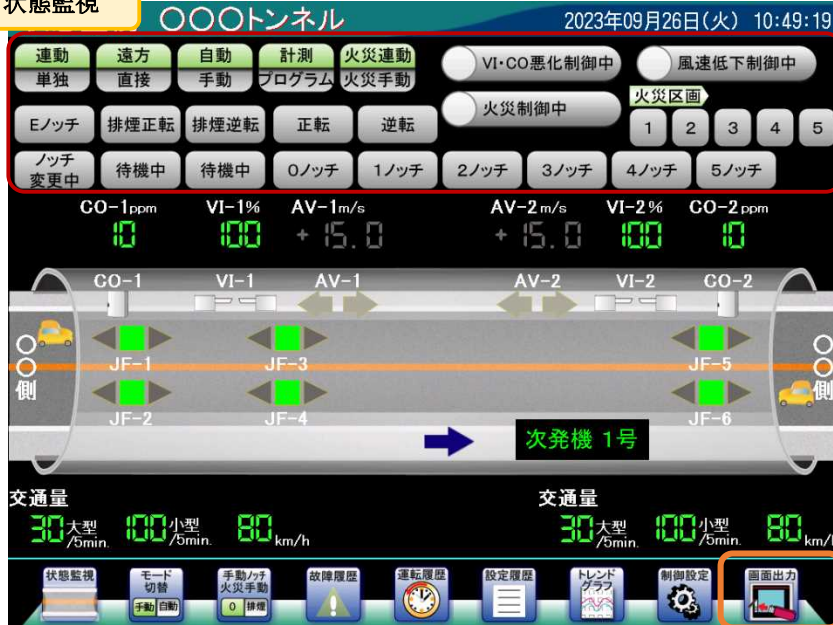 状態監視
〇〇〇トンネル 2023年09月26日(火) 10:49:19
連動 遠方 自動 計測 火災連動 VI・CO悪化制御中 風速低下制御中
単独 直接 手動 プログラム 火災手動
火災制御中 火災区画
Eノッチ 排煙正転 排煙逆転 正転 逆転 1 2 3 4 5
ノッチ変更中 待機中 待機中 0ノッチ 1ノッチ 2ノッチ 3ノッチ 4ノッチ 5ノッチ
CO-1ppm VI-1% AV-1m/s AV-2m/s VI-2% CO-2ppm
10 100 +15.0 +15.0 100 10
CO-1 VI-1 AV-1 AV-2 VI-2 CO-2
〇〇側 〇〇側
JF-1 JF-3 JF-5
JF-2 JF-4 JF-6
次発機 1号
交通量 交通量
30大型/5min. 100小型/5min. 80km/h 30大型/5min. 100小型/5min. 80km/h
状態監視 モード切替 手動ノッチ火災手動 故障履歴 運転履歴 設定履歴 トレンドグラフ 制御設定 画面出力
手動 自動 0 排煙